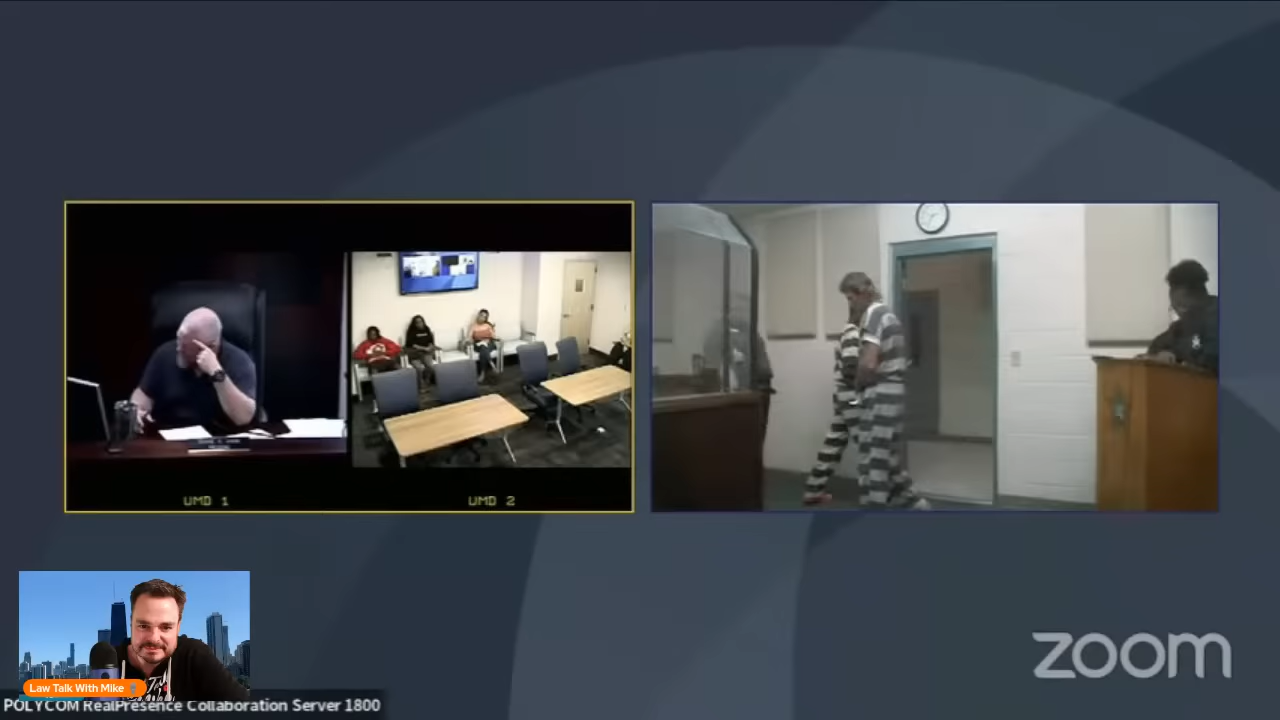 UMD 1
UMD 2
zoom
Law Talk With Mike
POLYCOM RealPresence Collaboration Server 1800